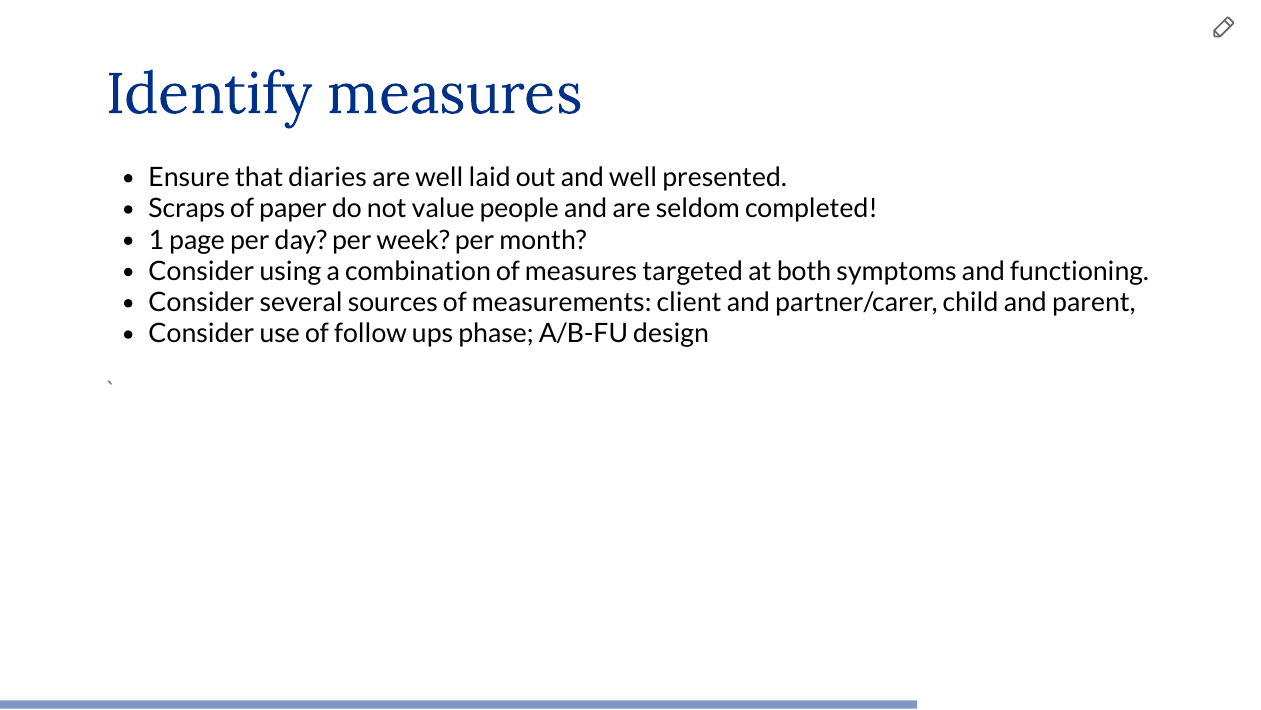 Identify measures
• Ensure that diaries are well laid out and well presented.
• Scraps of paper do not value people and are seldom completed!
• 1 page per day? per week? per month?
• Consider using a combination of measures targeted at both symptoms and functioning.
• Consider several sources of measurements: client and partner/carer, child and parent,
• Consider use of follow ups phase; A/B-FU design
`